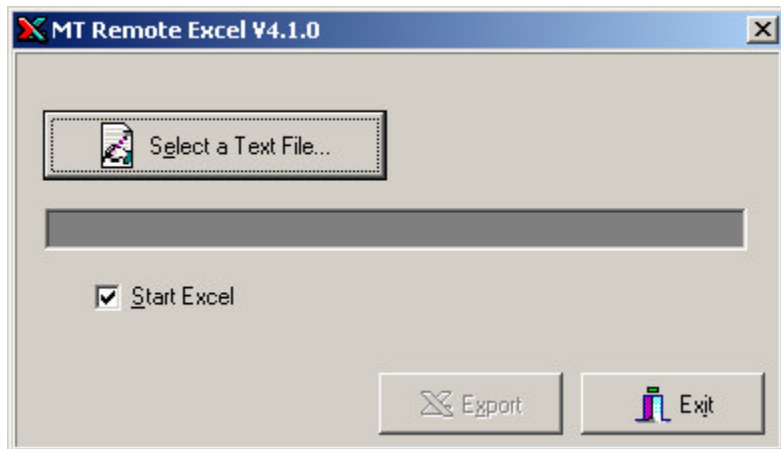 MT Remote Excel V4.1.0
Select a Text File...
Start Excel
Export
Exit